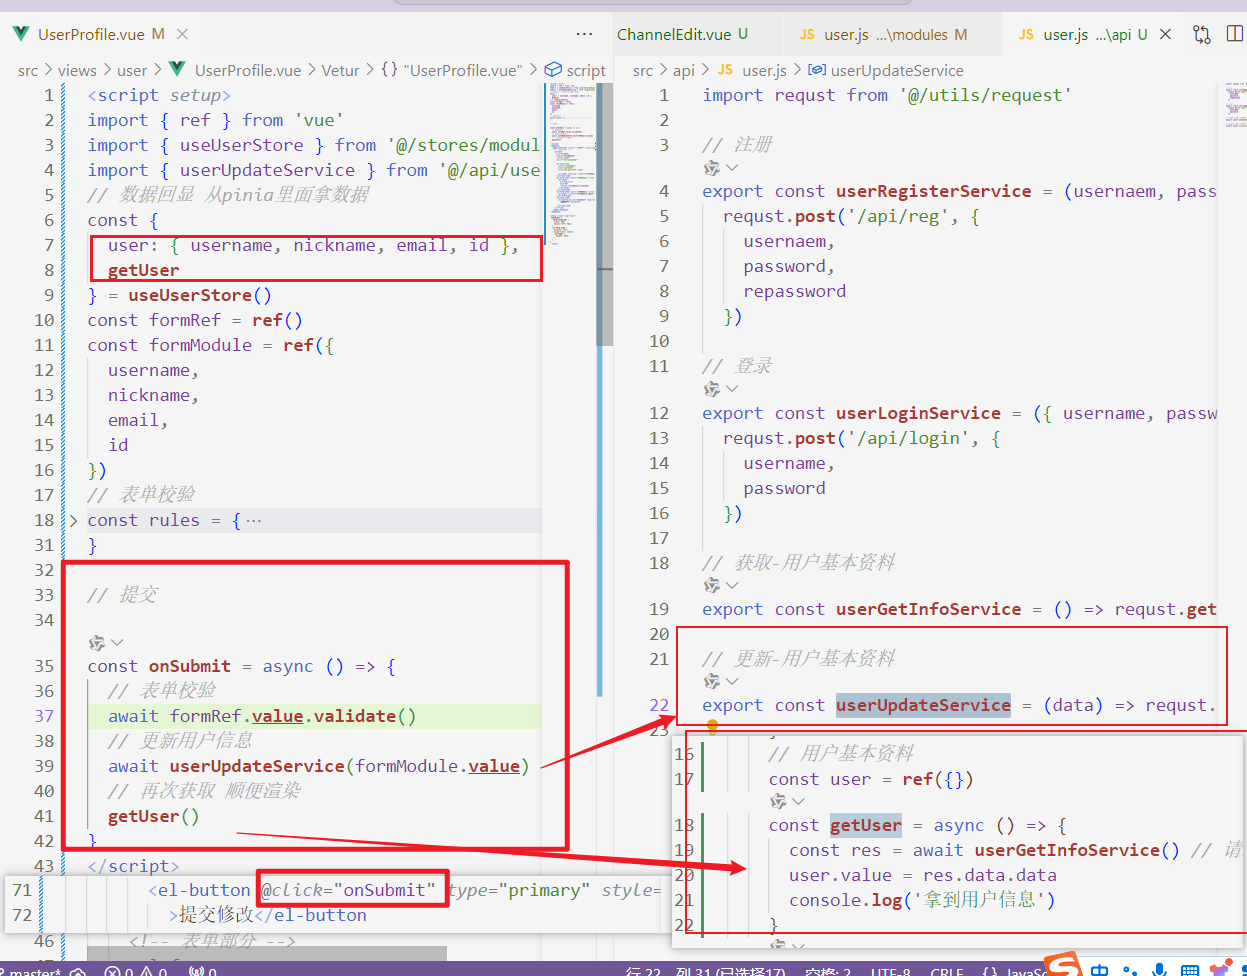 UserProfile.vue M
src > views > user > UserProfile.vue > Vetur > {} "UserProfile.vue" > script
1 <script setup>
2 import { ref } from 'vue'
3 import { useUserStore } from '@/stores/modul
4 import { userUpdateService } from '@/api/use
5 // 数据回显 从pinia里面拿数据
6 const {
7 user: { username, nickname, email, id },
8 getUser
9 } = useUserStore()
10 const formRef = ref()
11 const formModule = ref({
12 username,
13 nickname,
14 email,
15 id
16 })
17 // 表单校验
18 const rules = {…
31 }
32
33 // 提交
34
35 const onSubmit = async () => {
36 // 表单校验
37 await formRef.value.validate()
38 // 更新用户信息
39 await userUpdateService(formModule.value)
40 // 再次获取 顺便渲染
41 getUser()
42 }
43 </script>
71 <el-button @click="onSubmit" type="primary" style=
72 >提交修改</el-button
46 <!-- 表单部分 -->
ChannelEdit.vue U
JS user.js ...\modules M
JS user.js ...\api U
src > api > JS user.js > userUpdateService
1 import requst from '@/utils/request'
2
3 // 注册
4 export const userRegisterService = (usernaem, pass
5 requst.post('/api/reg', {
6 usernaem,
7 password,
8 repassword
9 })
10
11 // 登录
12 export const userLoginService = ({ username, passw
13 requst.post('/api/login', {
14 username,
15 password
16 })
17
18 // 获取-用户基本资料
19 export const userGetInfoService = () => requst.get
20
21 // 更新-用户基本资料
22 export const userUpdateService = (data) => requst.
23
16 // 用户基本资料
17 const user = ref({})
18 const getUser = async () => {
19 const res = await userGetInfoService() // 请
20 user.value = res.data.data
21 console.log('拿到用户信息')
22 }
master* 0 0 0 行 22, 列 31 (已选择17) 空格: 2 UTF-8 CRLF {} JavaSc
中